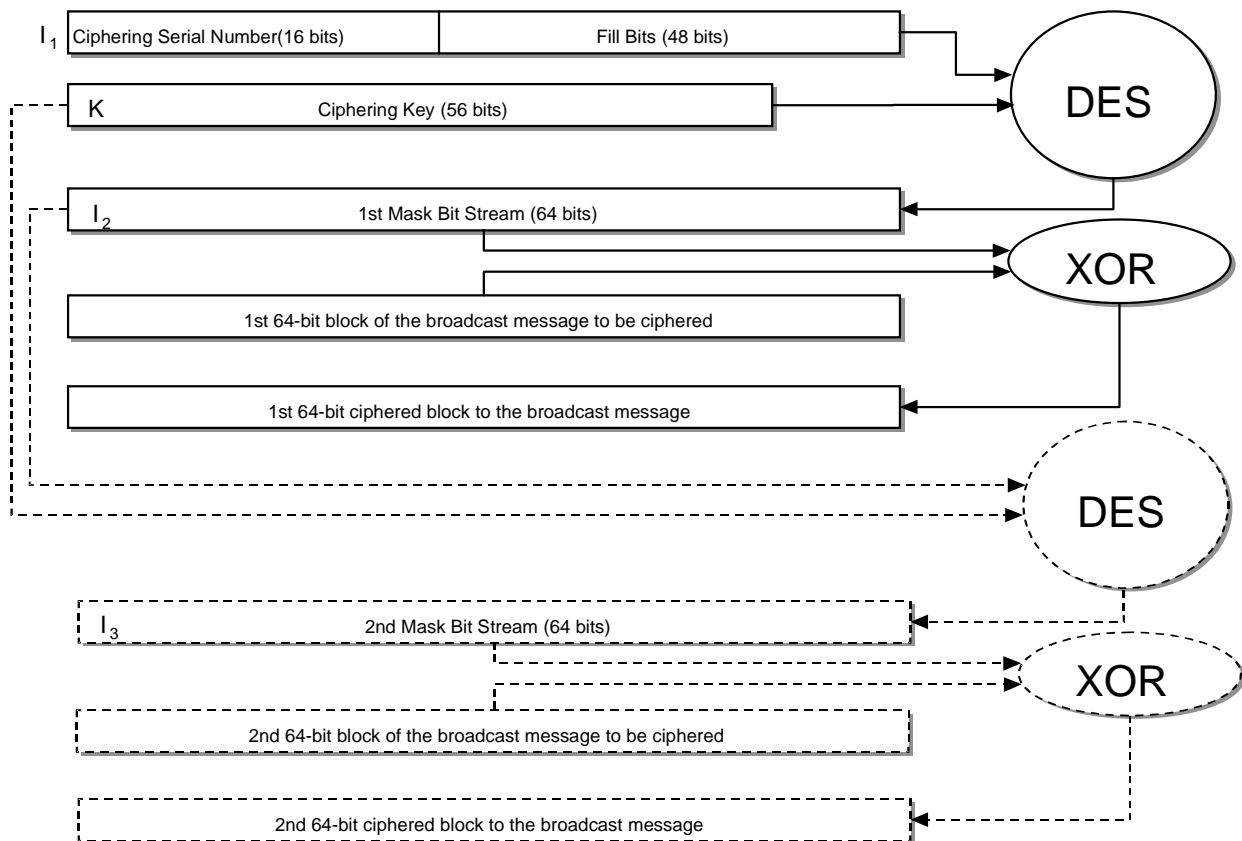 I1 Ciphering Serial Number(16 bits) Fill Bits (48 bits)
DES
K Ciphering Key (56 bits)
I2 1st Mask Bit Stream (64 bits)
XOR
1st 64-bit block of the broadcast message to be ciphered
1st 64-bit ciphered block to the broadcast message
DES
I3 2nd Mask Bit Stream (64 bits)
XOR
2nd 64-bit block of the broadcast message to be ciphered
2nd 64-bit ciphered block to the broadcast message